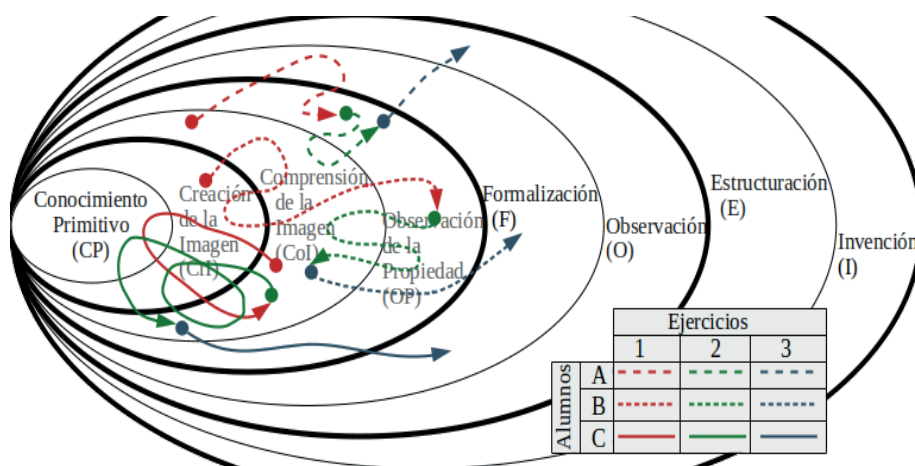 Conocimiento
Primitivo
(CP)
Creación
de la
Imagen
(CrI)
Comprensión
de la
Imagen
(CoI)
Observación
de la
Propiedad
(OP)
Formalización
(F)
Observación
(O)
Estructuración
(E)
Invención
(I)
Ejercicios
1 2 3
Alumnos
A
B
C